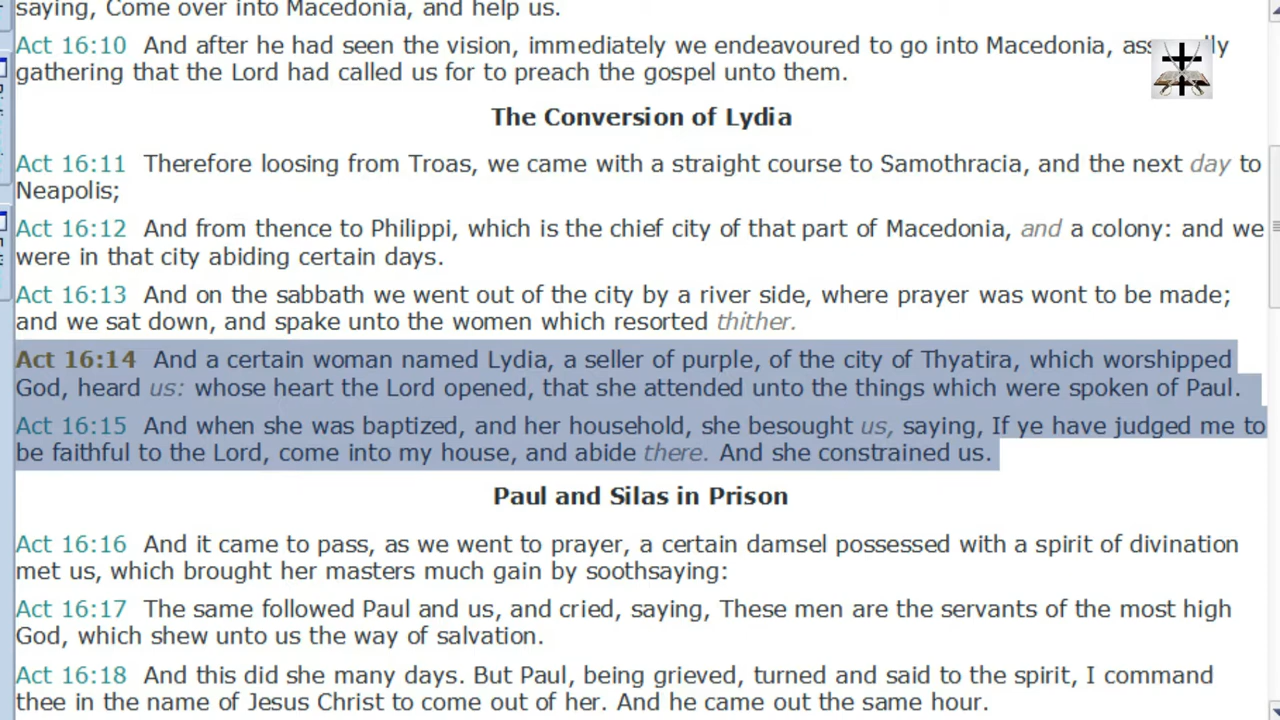 saying, Come over into Macedonia, and help us.
Act 16:10 And after he had seen the vision, immediately we endeavoured to go into Macedonia,
gathering that the Lord had called us for to preach the gospel unto them.
The Conversion of Lydia
Act 16:11 Therefore loosing from Troas, we came with a straight course to Samothracia, and the next day to
Neapolis;
Act 16:12 And from thence to Philippi, which is the chief city of that part of Macedonia, and a colony: and we
were in that city abiding certain days.
Act 16:13 And on the sabbath we went out of the city by a river side, where prayer was wont to be made;
and we sat down, and spake unto the women which resorted thither.
Act 16:14 And a certain woman named Lydia, a seller of purple, of the city of Thyatira, which worshipped
God, heard us: whose heart the Lord opened, that she attended unto the things which were spoken of Paul.
Act 16:15 And when she was baptized, and her household, she besought us, saying, If ye have judged me to
be faithful to the Lord, come into my house, and abide there. And she constrained us.
Paul and Silas in Prison
Act 16:16 And it came to pass, as we went to prayer, a certain damsel possessed with a spirit of divination
met us, which brought her masters much gain by soothsaying:
Act 16:17 The same followed Paul and us, and cried, saying, These men are the servants of the most high
God, which shew unto us the way of salvation.
Act 16:18 And this did she many days. But Paul, being grieved, turned and said to the spirit, I command
thee in the name of Jesus Christ to come out of her. And he came out the same hour.